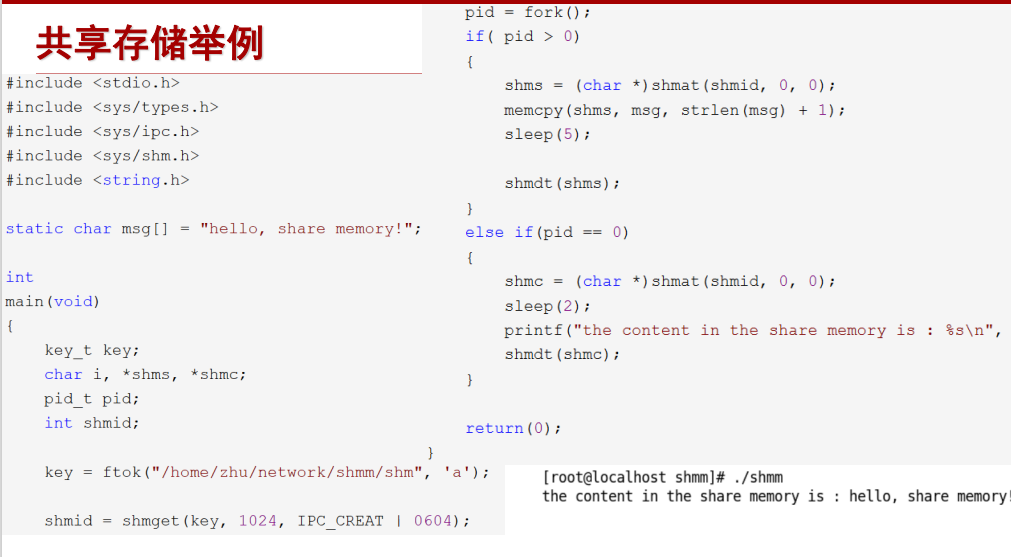 共享存储举例
#include <stdio.h>
#include <sys/types.h>
#include <sys/ipc.h>
#include <sys/shm.h>
#include <string.h>
static char msg[] = "hello, share memory!";
int
main(void)
{
key_t key;
char i, *shms, *shmc;
pid_t pid;
int shmid;
key = ftok("/home/zhu/network/shmm/shm", 'a');
shmid = shmget(key, 1024, IPC_CREAT | 0604);
pid = fork();
if( pid > 0)
{
shms = (char *)shmat(shmid, 0, 0);
memcpy(shms, msg, strlen(msg) + 1);
sleep(5);
shmdt(shms);
}
else if(pid == 0)
{
shmc = (char *)shmat(shmid, 0, 0);
sleep(2);
printf("the content in the share memory is : %s\n",
shmdt(shmc);
}
return(0);
}
[root@localhost shmm]# ./shmm
the content in the share memory is : hello, share memory!